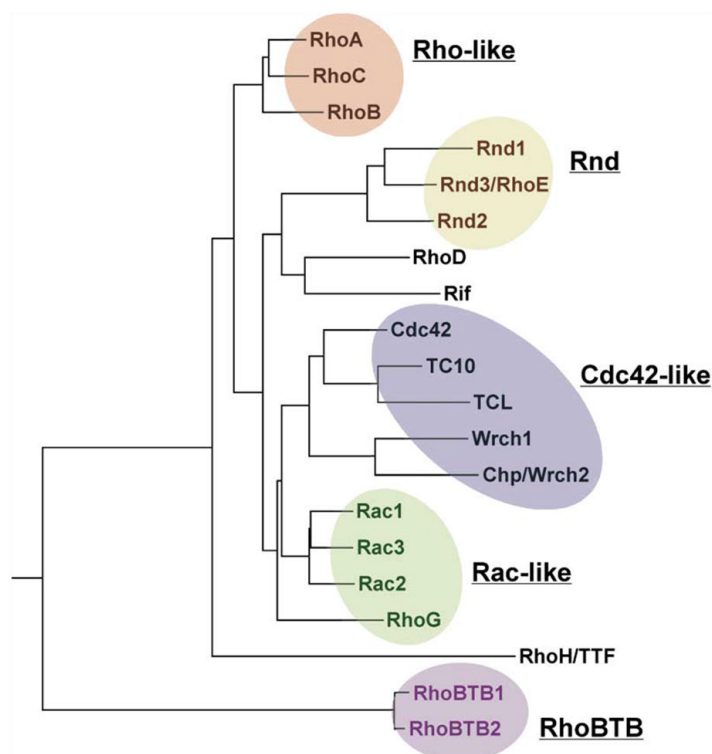 RhoA
Rho-like
RhoC
RhoB
Rnd1
Rnd
Rnd3/RhoE
Rnd2
RhoD
Rif
Cdc42
TC10
Cdc42-like
TCL
Wrch1
Chp/Wrch2
Rac1
Rac3
Rac-like
Rac2
RhoG
RhoH/TTF
RhoBTB1
RhoBTB2
RhoBTB